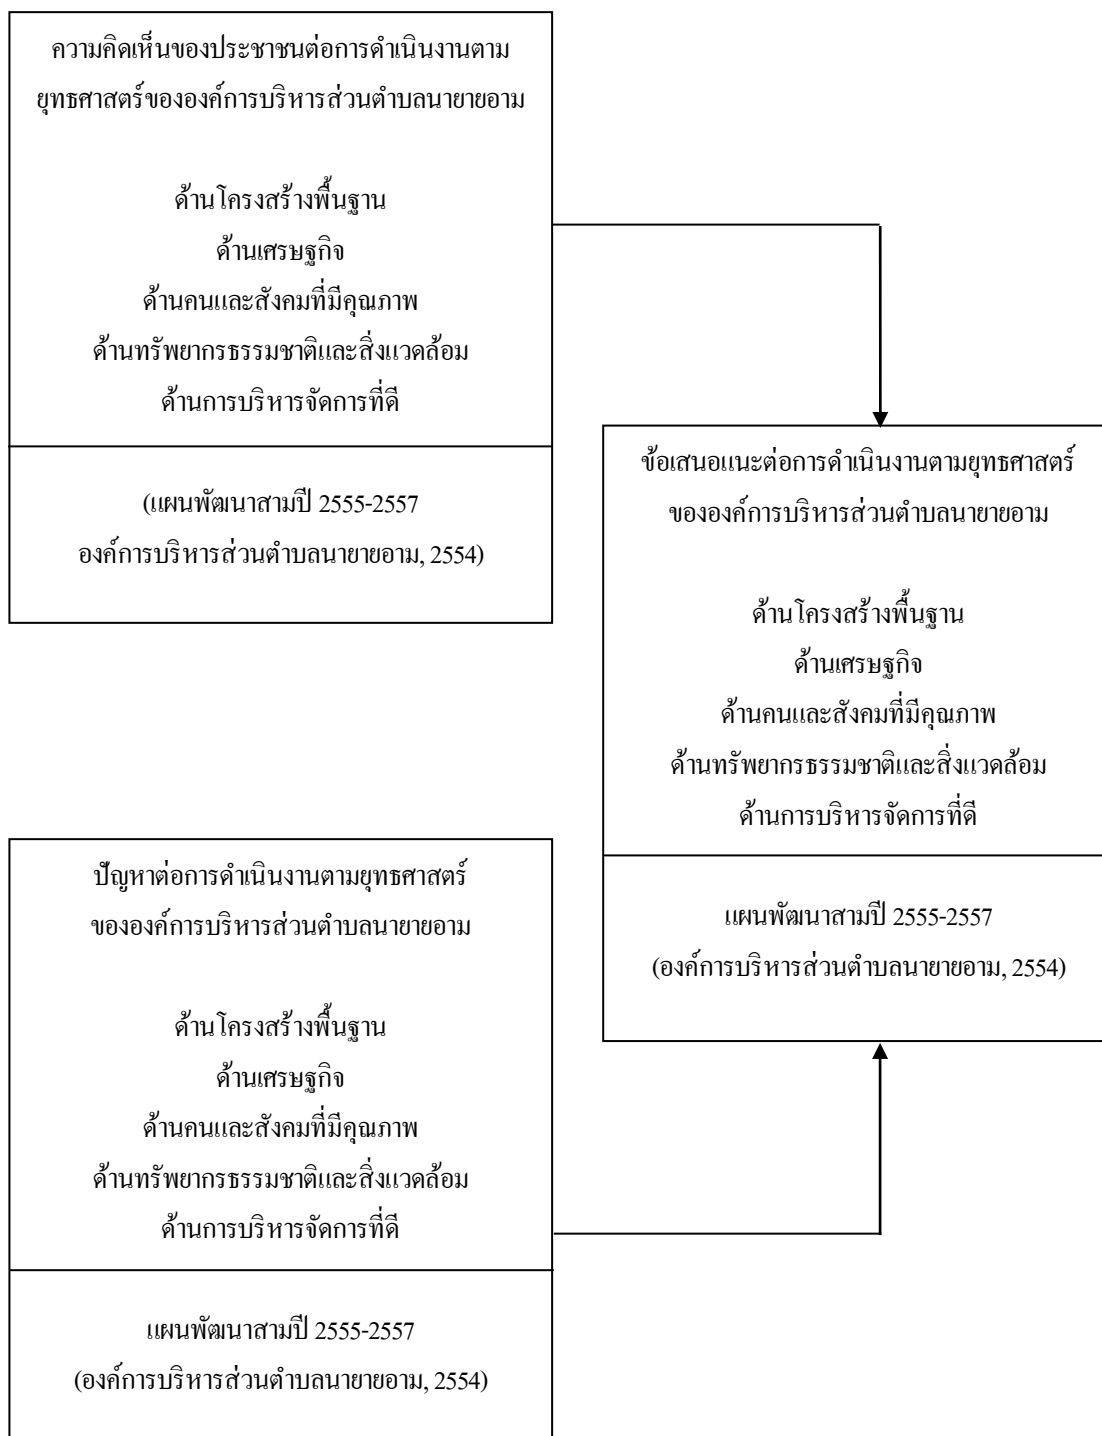 ความคิดเห็นของประชาชนต่อการดำเนินงานตาม
ยุทธศาสตร์ขององค์การบริหารส่วนตำบลนายายอาม
ด้านโครงสร้างพื้นฐาน
ด้านเศรษฐกิจ
ด้านคนและสังคมที่มีคุณภาพ
ด้านทรัพยากรธรรมชาติและสิ่งแวดล้อม
ด้านการบริหารจัดการที่ดี
(แผนพัฒนาสามปี 2555-2557
องค์การบริหารส่วนตำบลนายายอาม, 2554)
ข้อเสนอแนะต่อการดำเนินงานตามยุทธศาสตร์
ขององค์การบริหารส่วนตำบลนายายอาม
ด้านโครงสร้างพื้นฐาน
ด้านเศรษฐกิจ
ด้านคนและสังคมที่มีคุณภาพ
ด้านทรัพยากรธรรมชาติและสิ่งแวดล้อม
ด้านการบริหารจัดการที่ดี
แผนพัฒนาสามปี 2555-2557
(องค์การบริหารส่วนตำบลนายายอาม, 2554)
ปัญหาต่อการดำเนินงานตามยุทธศาสตร์
ขององค์การบริหารส่วนตำบลนายายอาม
ด้านโครงสร้างพื้นฐาน
ด้านเศรษฐกิจ
ด้านคนและสังคมที่มีคุณภาพ
ด้านทรัพยากรธรรมชาติและสิ่งแวดล้อม
ด้านการบริหารจัดการที่ดี
แผนพัฒนาสามปี 2555-2557
(องค์การบริหารส่วนตำบลนายายอาม, 2554)